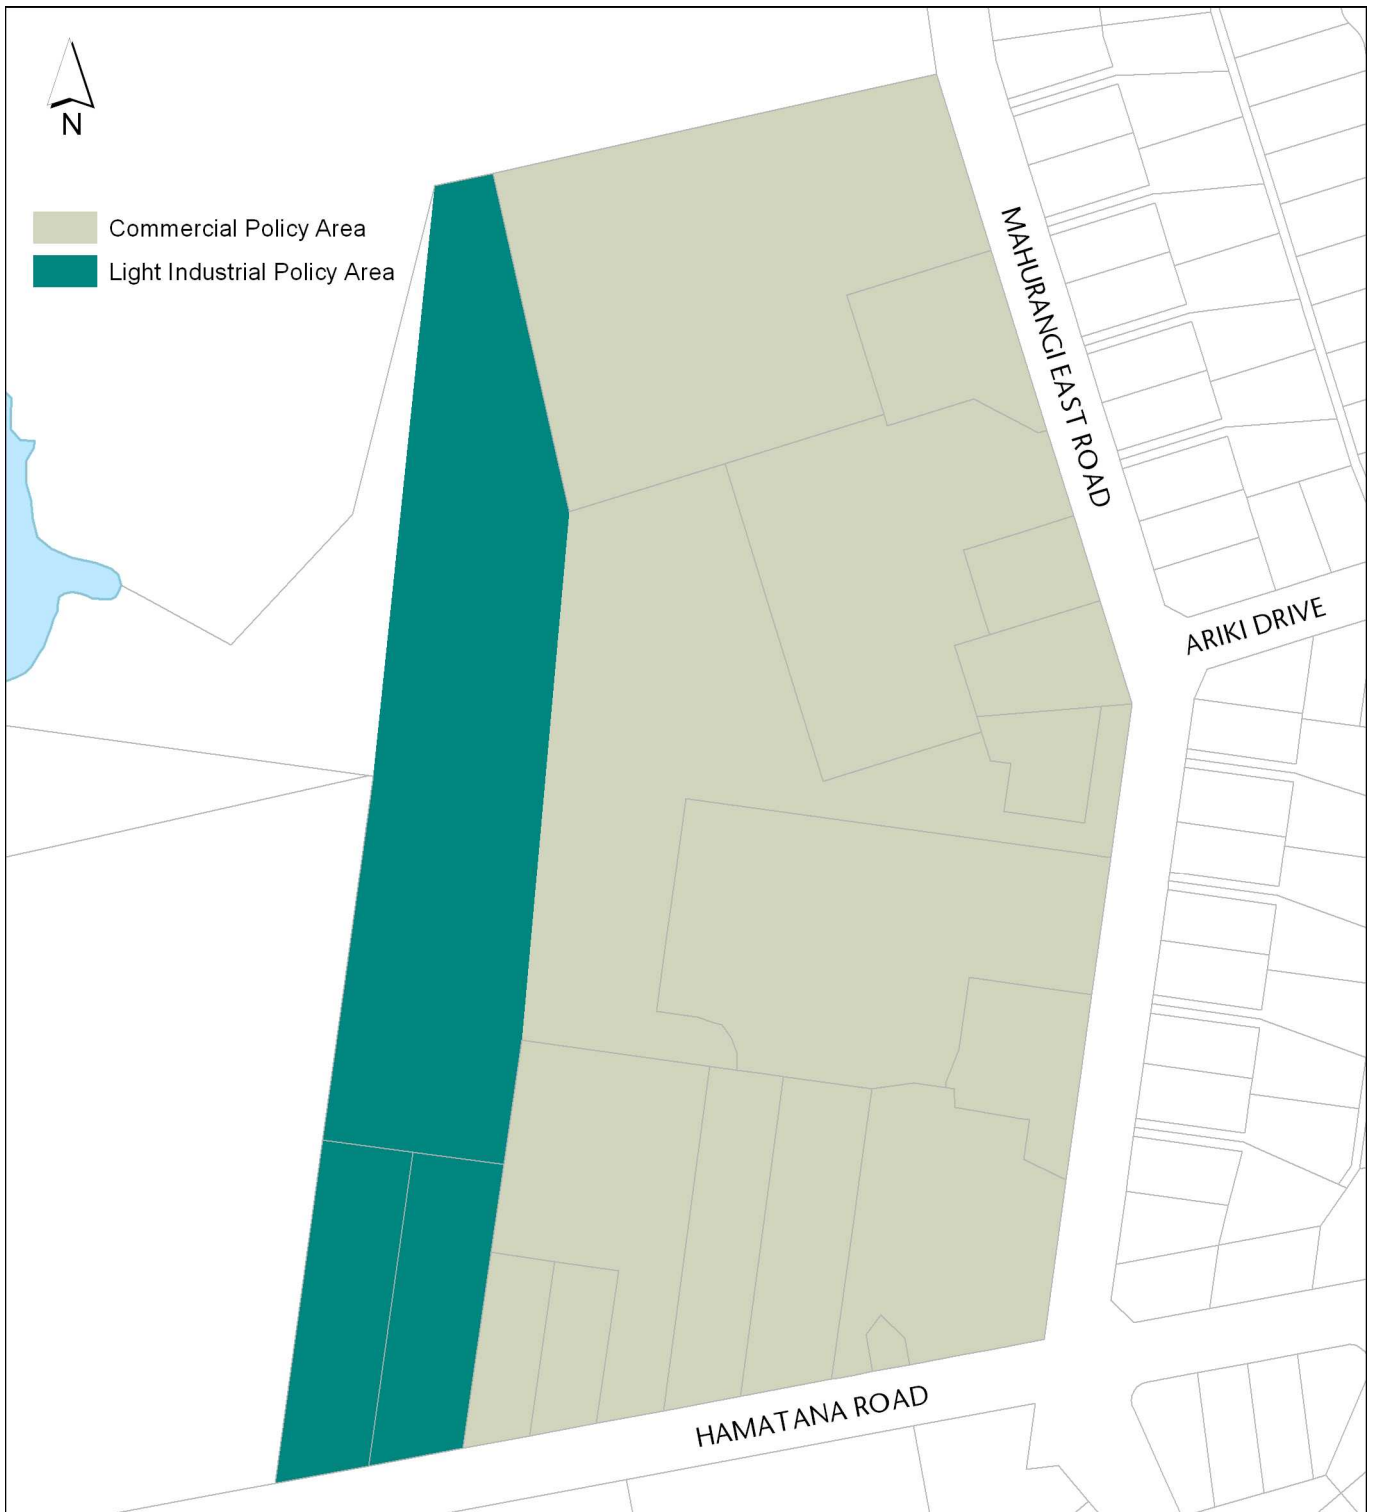 N
Commercial Policy Area
Light Industrial Policy Area
MAHURANGI EAST ROAD
ARIKI DRIVE
HAMATANA ROAD